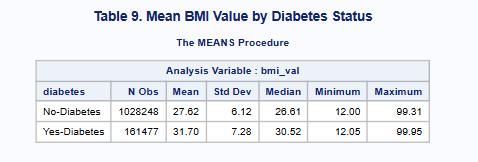 Table 9. Mean BMI Value by Diabetes Status
The MEANS Procedure
Analysis Variable : bmi_val
diabetes N Obs Mean Std Dev Median Minimum Maximum
No-Diabetes 1028248 27.62 6.12 26.61 12.00 99.31
Yes-Diabetes 161477 31.70 7.28 30.52 12.05 99.95